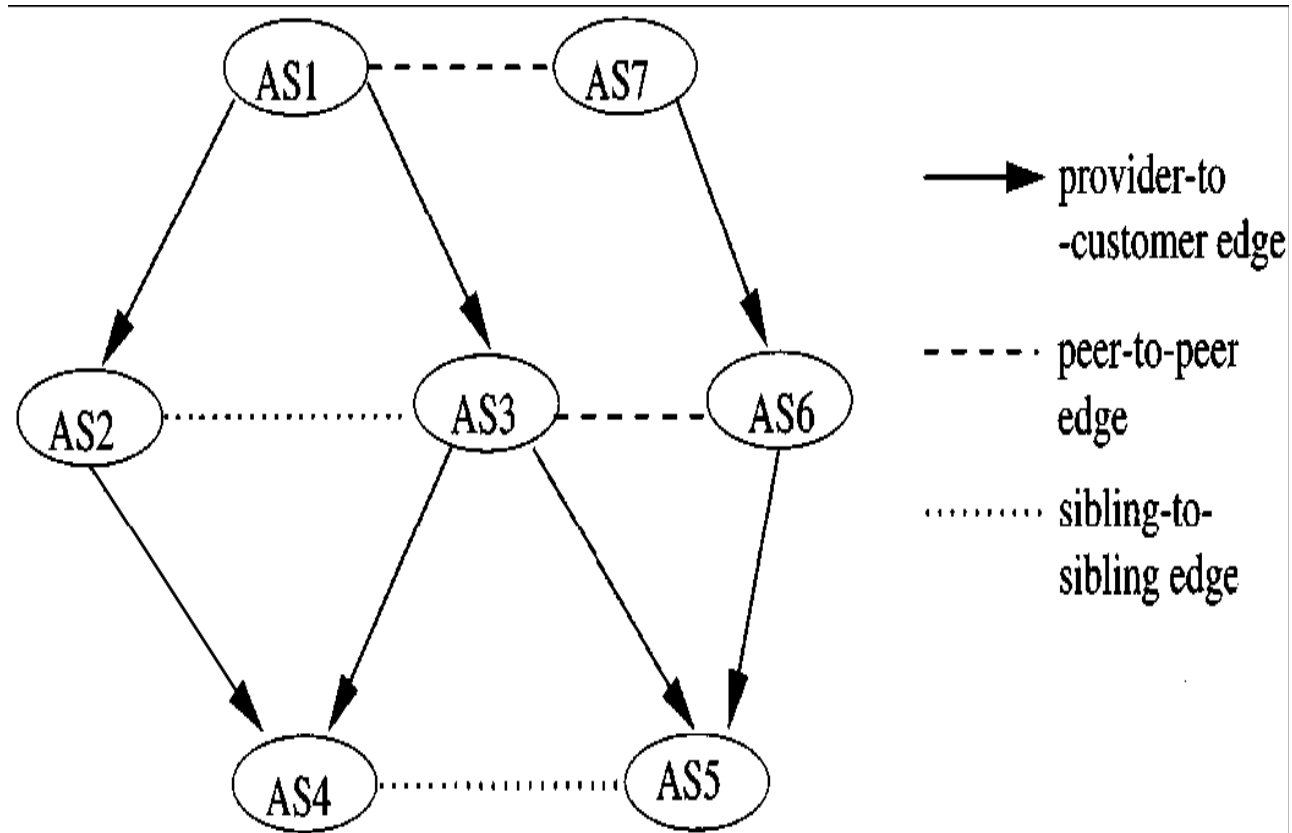 AS1
AS7
provider-to
-customer edge
peer-to-peer
edge
AS2
AS3
AS6
sibling-to-
sibling edge
AS4
AS5